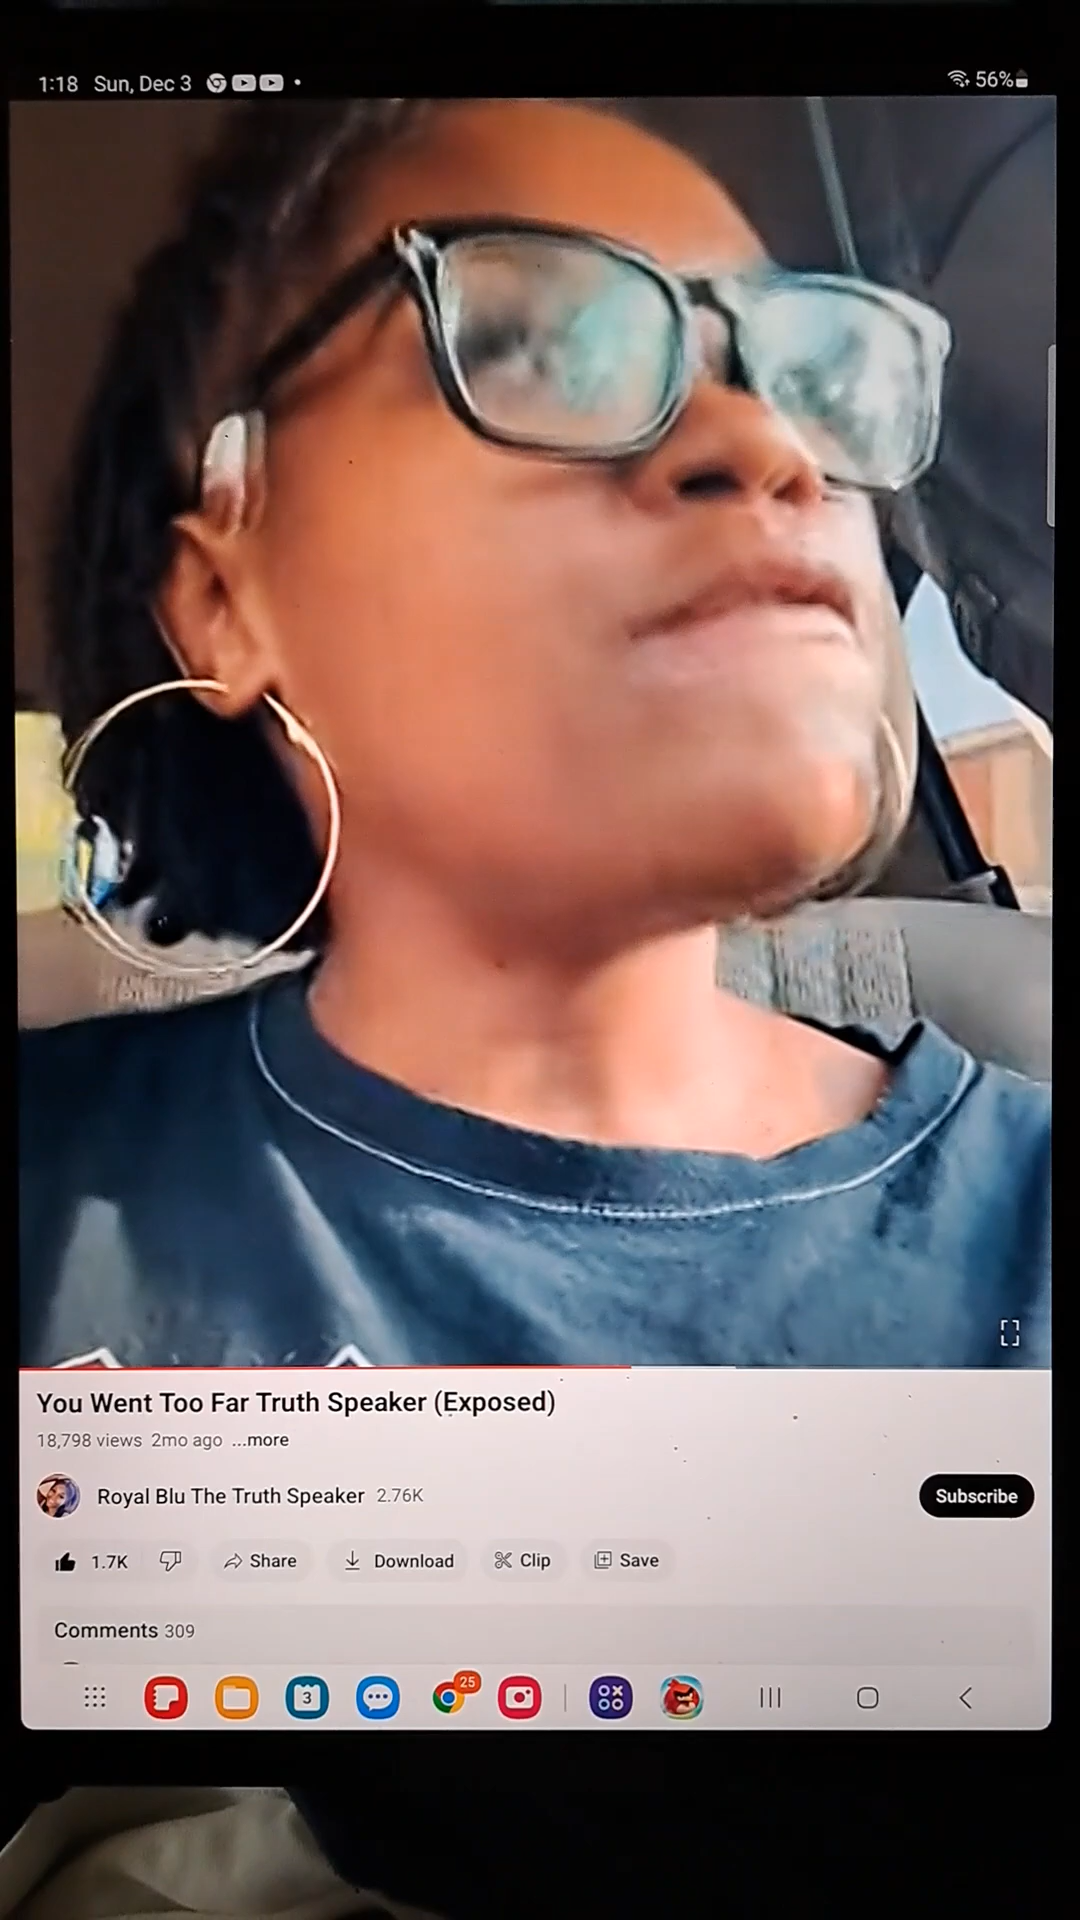 1:18 Sun, Dec 3
56%
You Went Too Far Truth Speaker (Exposed)
18,798 views 2mo ago ...more
Royal Blu The Truth Speaker 2.76K
Subscribe
1.7K Share Download Clip Save
Comments 309
3
25